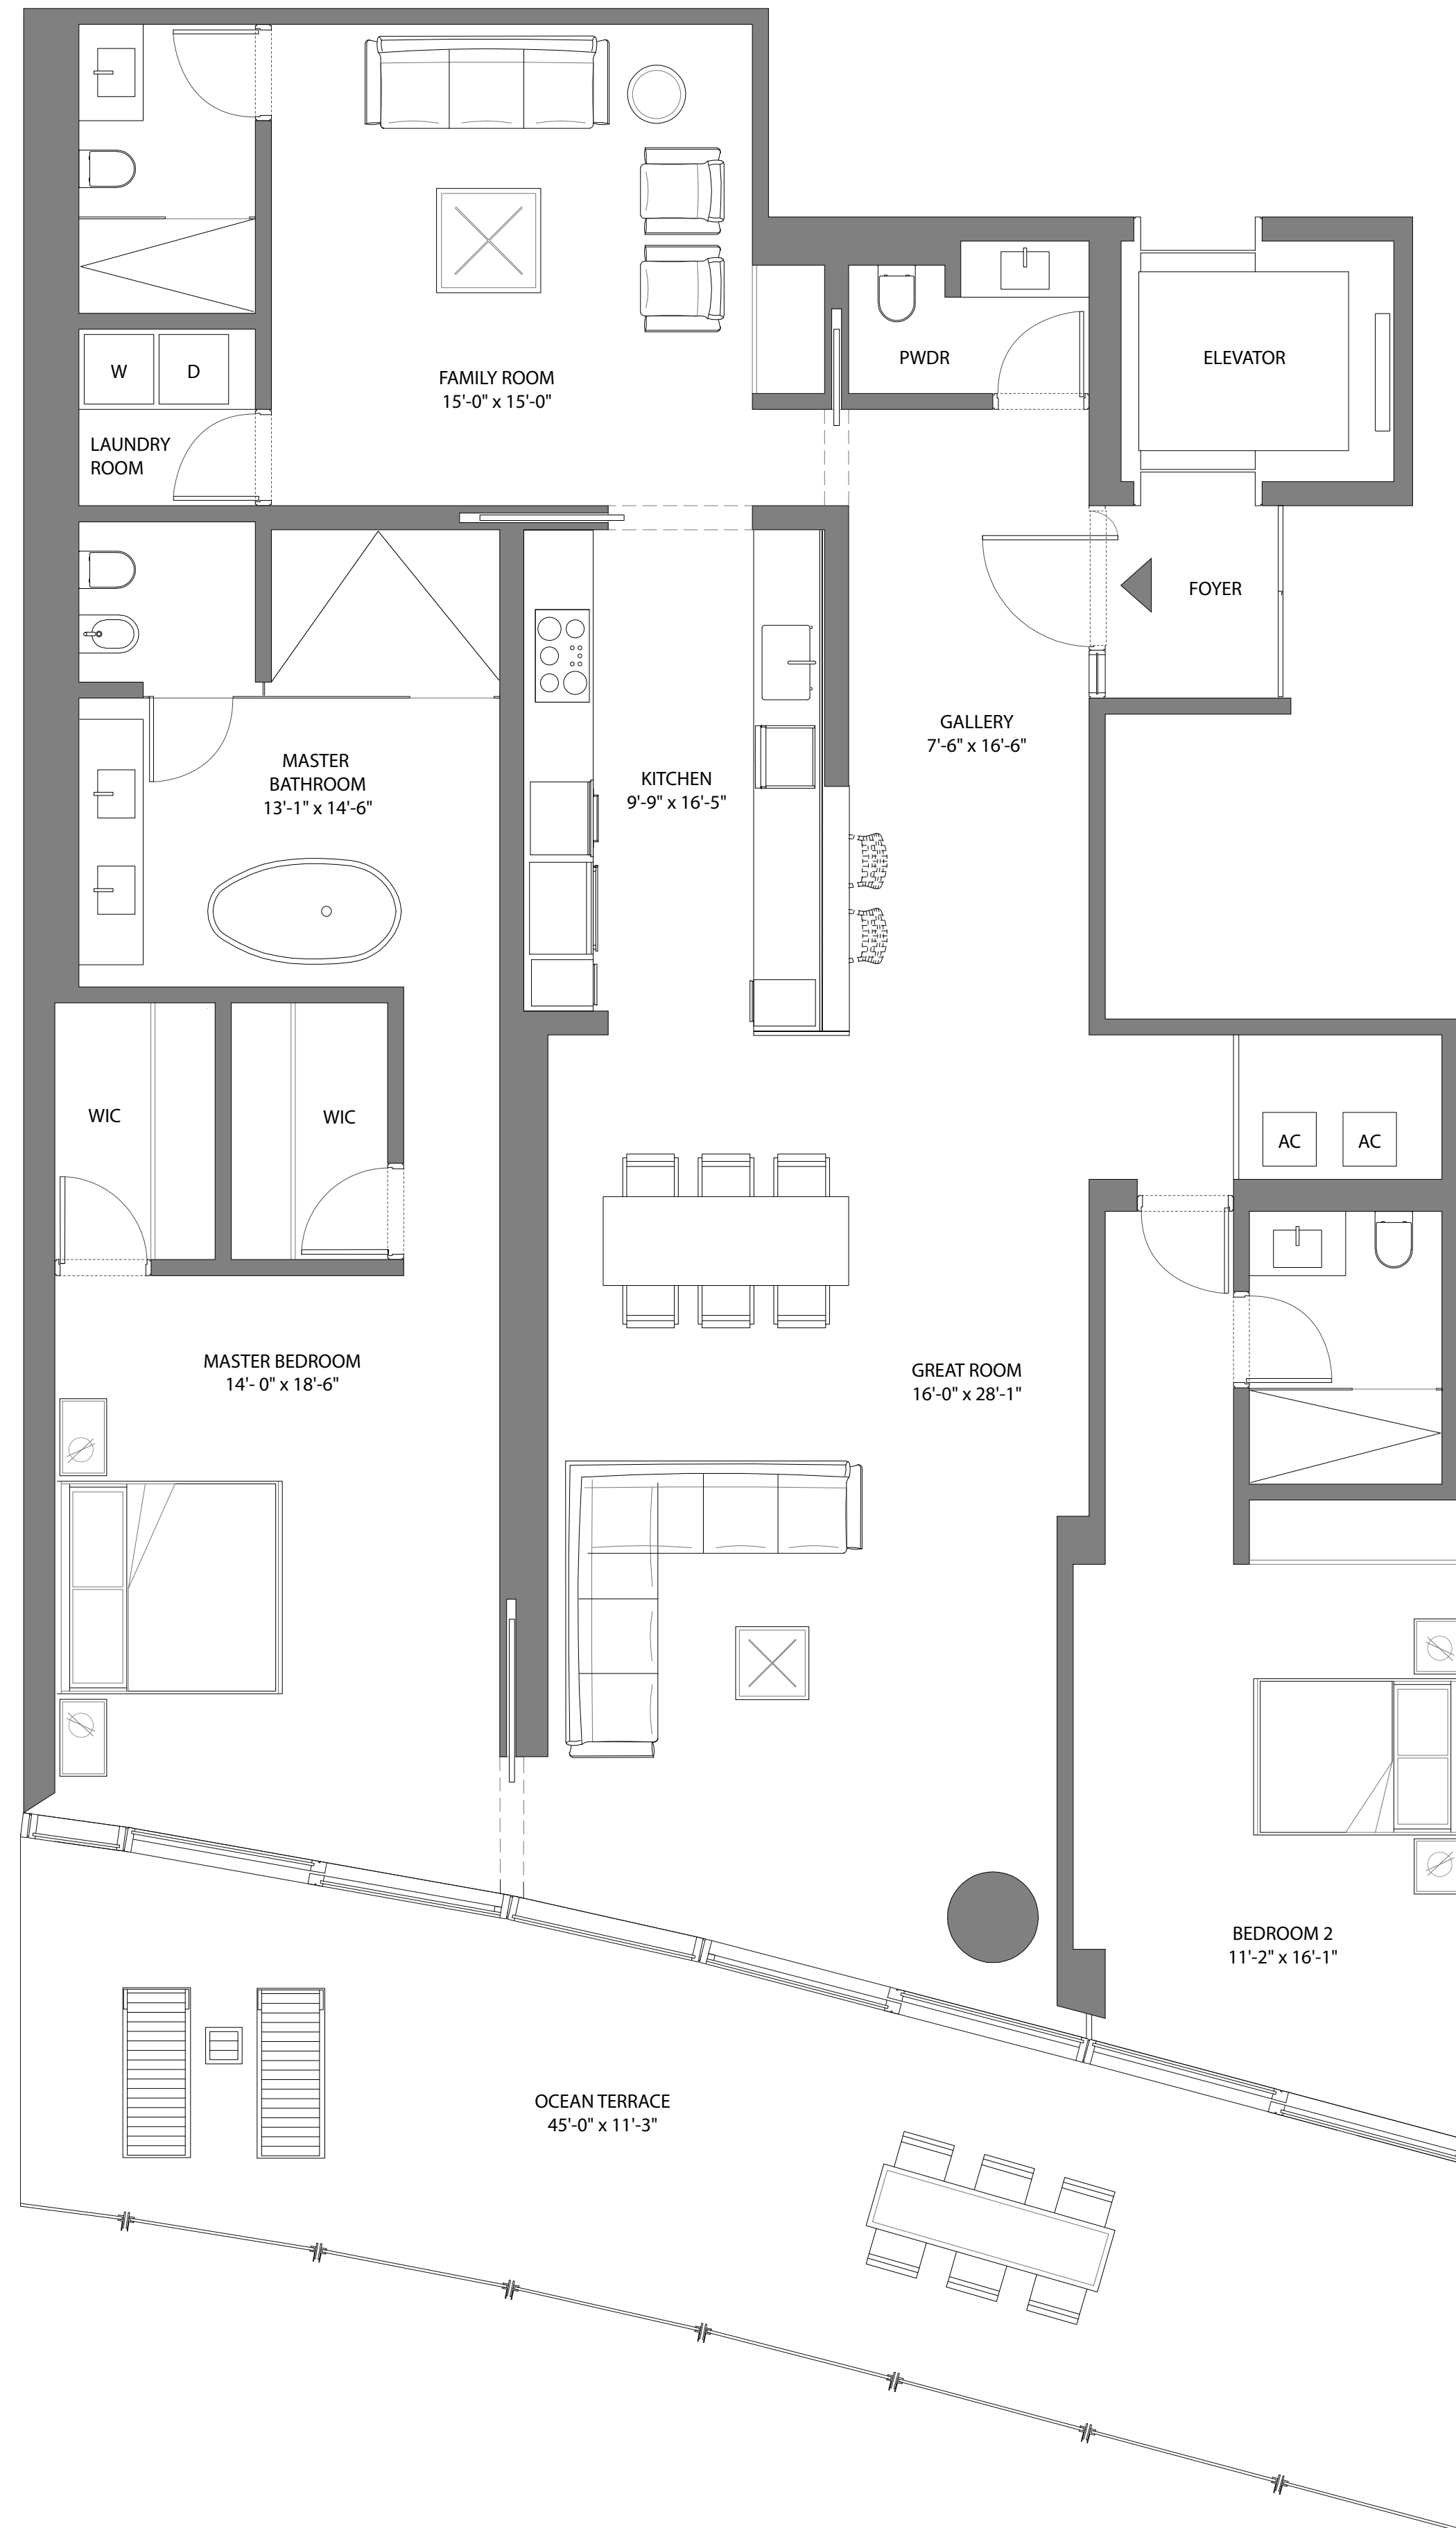 W
D
FAMILY ROOM
15'-0" x 15'-0"
PWDR
ELEVATOR
LAUNDRY
ROOM
FOYER
GALLERY
7'-6" x 16'-6"
MASTER
BATHROOM
13'-1" x 14'-6"
KITCHEN
9'-9" x 16'-5"
WIC
WIC
AC
AC
MASTER BEDROOM
14'- 0" x 18'-6"
GREAT ROOM
16'-0" x 28'-1"
BEDROOM 2
11'-2" x 16'-1"
OCEAN TERRACE
45'-0" x 11'-3"